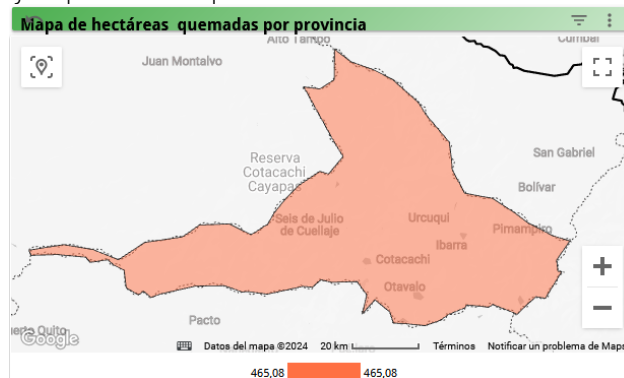 Mapa de hectáreas quemadas por provincia
Alto Tambo
Cumbal
Juan Montalvo
San Gabriel
Reserva
Cotacachi
Cayapas
Bolívar
Seis de Julio
de Cuellaje
Urcuqui
Pimampiro
Ibarra
Cotacachi
Otavalo
Pacto
Quito
Google
Datos del mapa ©2024
20 km
Términos
Notificar un problema de Maps
465,08
465,08